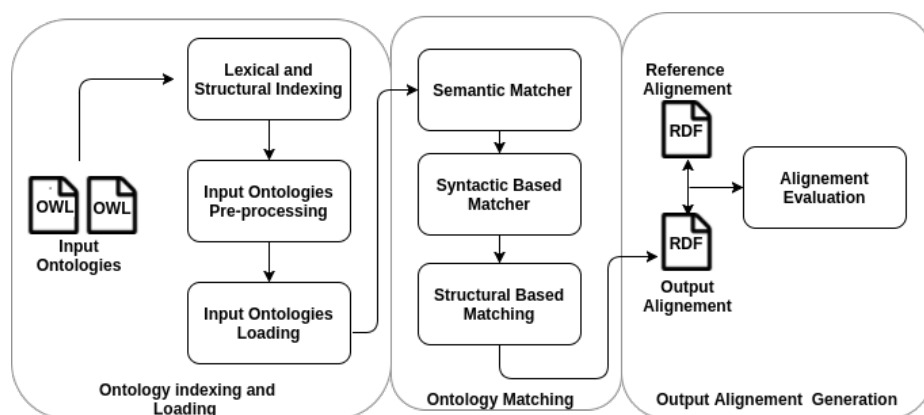 Lexical and
Structural Indexing
Input Ontologies
Pre-processing
Input Ontologies
Loading
OWL
OWL
Input
Ontologies
Ontology indexing and
Loading
Semantic Matcher
Syntactic Based
Matcher
Structural Based
Matching
Ontology Matching
Reference
Alignement
RDF
Alignement
Evaluation
RDF
Output
Alignement
Output Alignement Generation